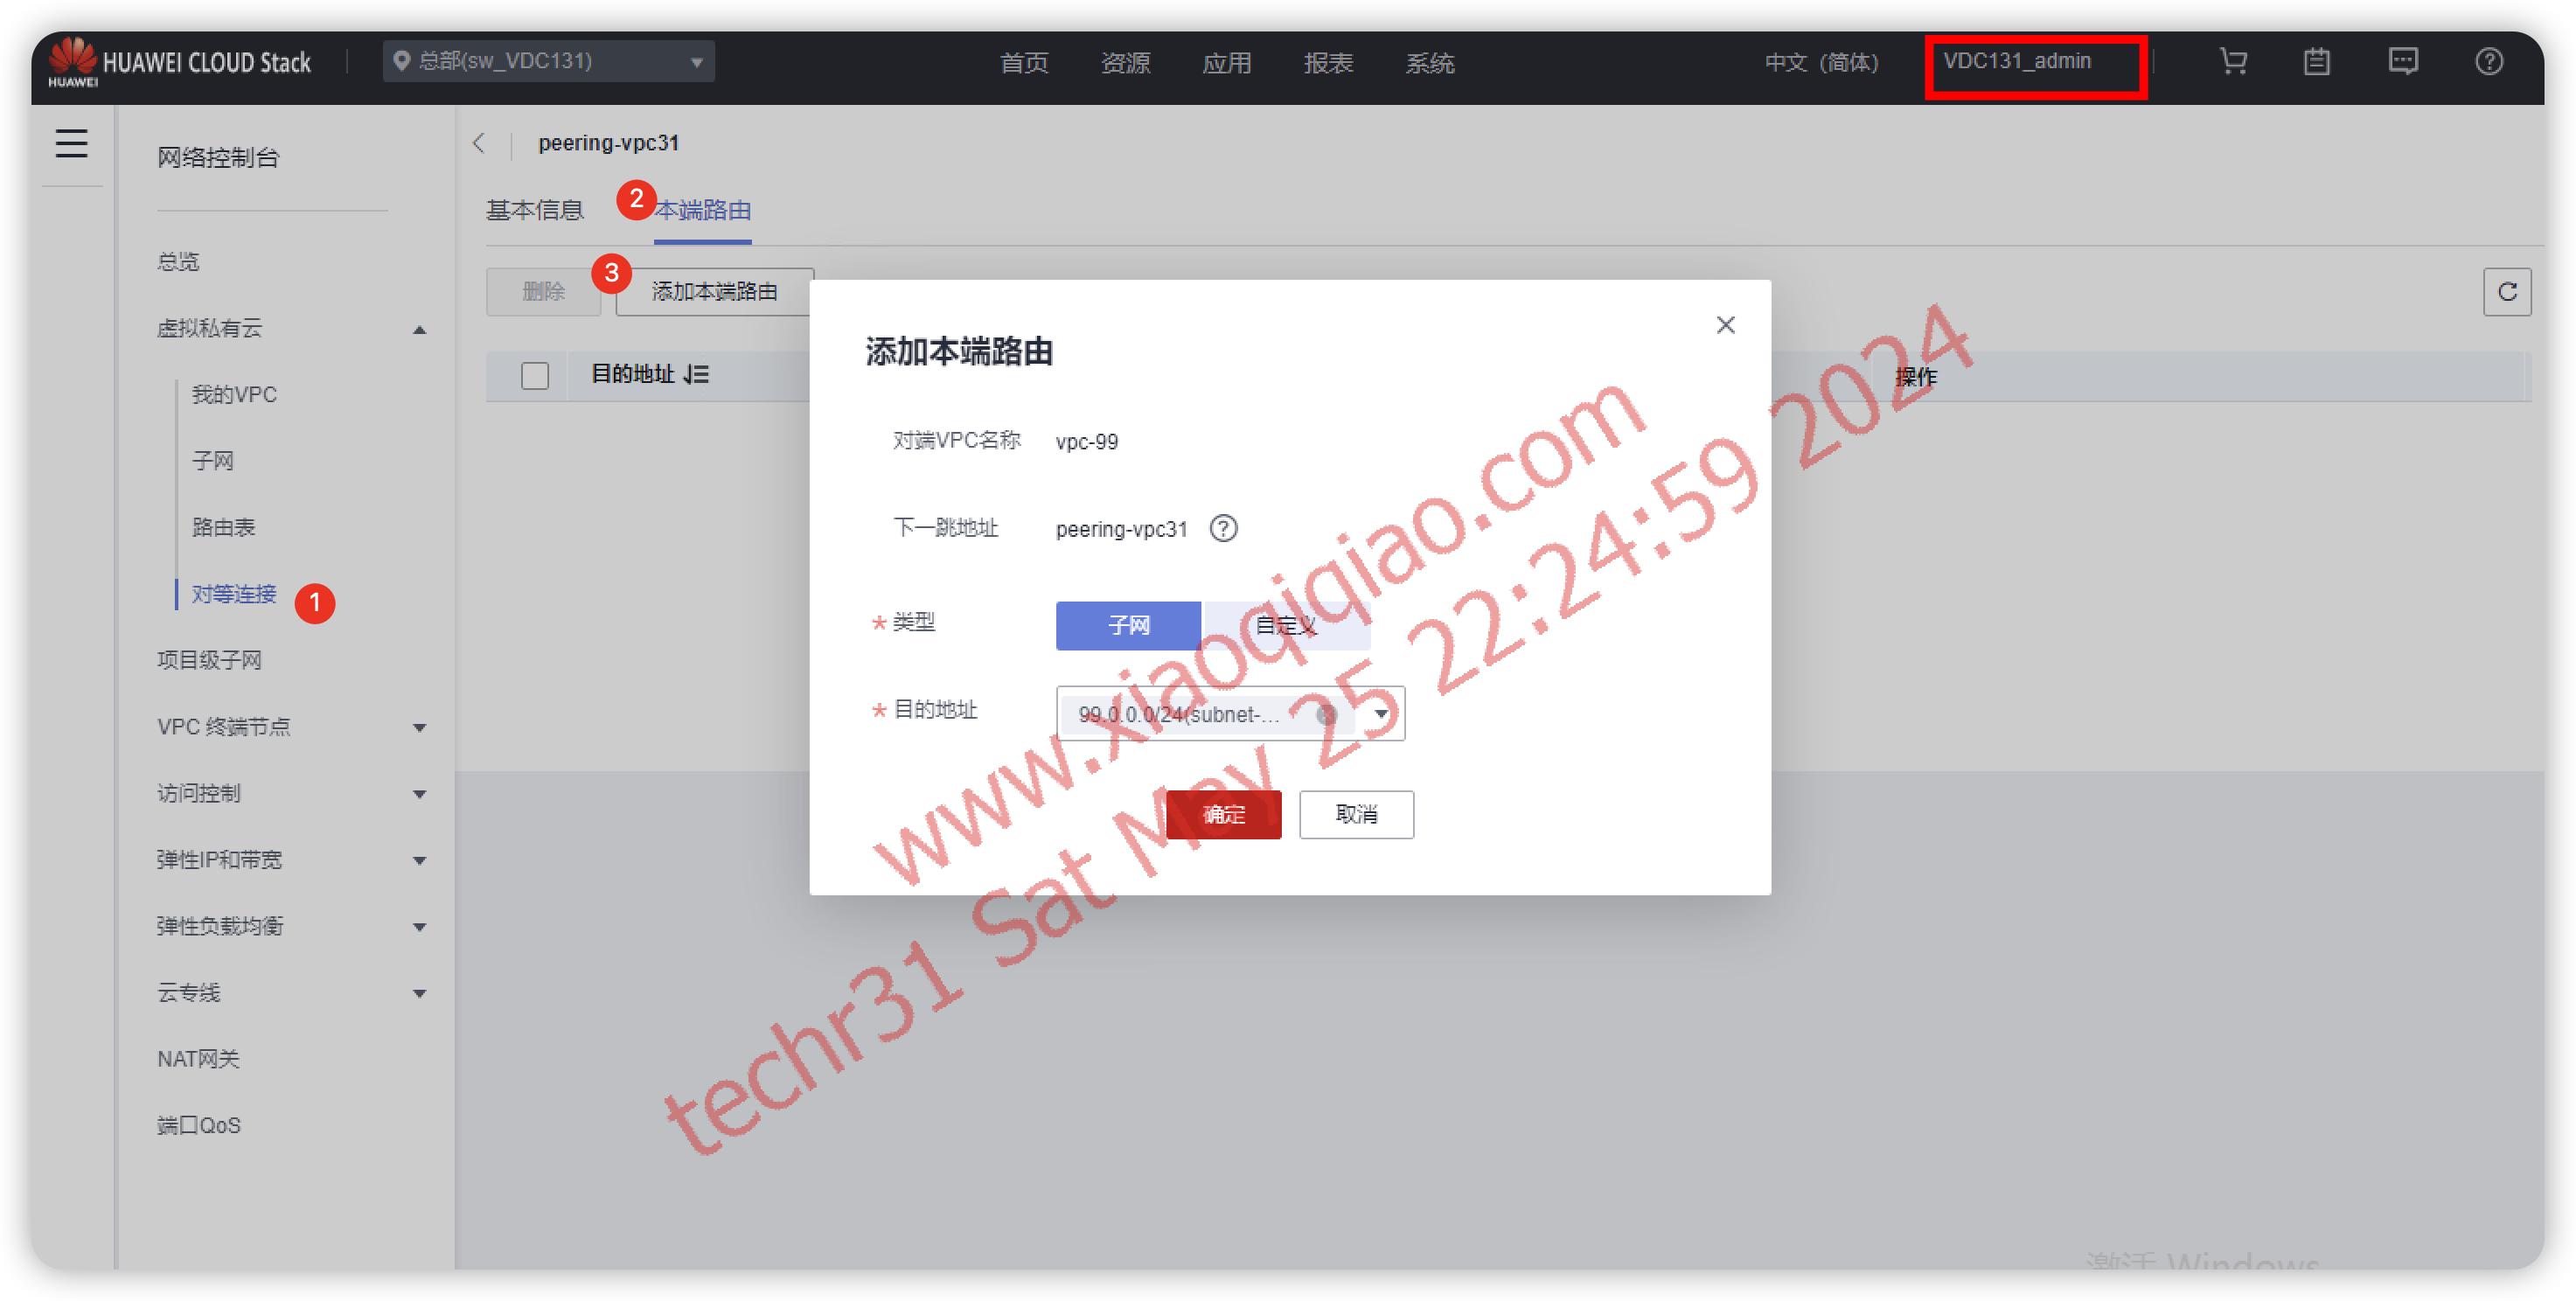 HUAWEI
HUAWEI CLOUD Stack
总部(sw_VDC131)
首页
资源
应用
报表
系统
中文（简体）
VDC131_admin
网络控制台
总览
虚拟私有云
我的VPC
子网
路由表
对等连接
1
项目级子网
VPC 终端节点
访问控制
弹性IP和带宽
弹性负载均衡
云专线
NAT网关
端口QoS
peering-vpc31
基本信息
2
本端路由
删除
3
添加本端路由
目的地址
操作
添加本端路由
对端VPC名称 vpc-99
下一跳地址 peering-vpc31
* 类型 子网 自定义
* 目的地址 99.0.0.0/24(subnet-...
确定 取消
www.xiaoqiqiao.com
techr31 Sat May 25 22:24:59 2024
激活 Windows